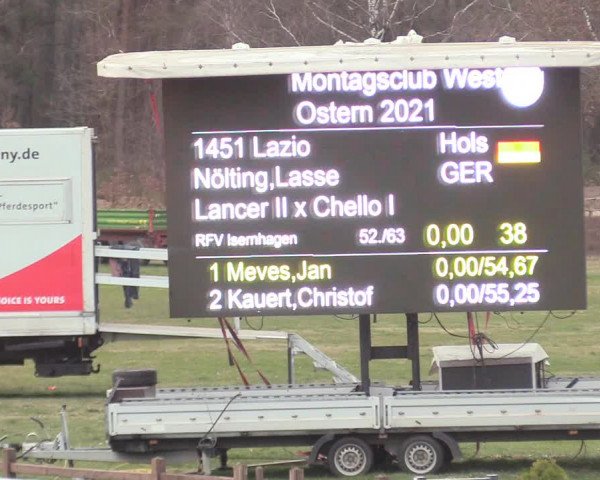 Montagsclub West
Ostern 2021
1451 Lazio Hols
Nölting,Lasse GER
Lancer II x Chello I
RFV Isernhagen 52./63 0,00 38
1 Meves,Jan 0,00/54,67
2 Kauert,Christof 0,00/55,25
ny.de
Pferdesport"
OICE IS YOURS